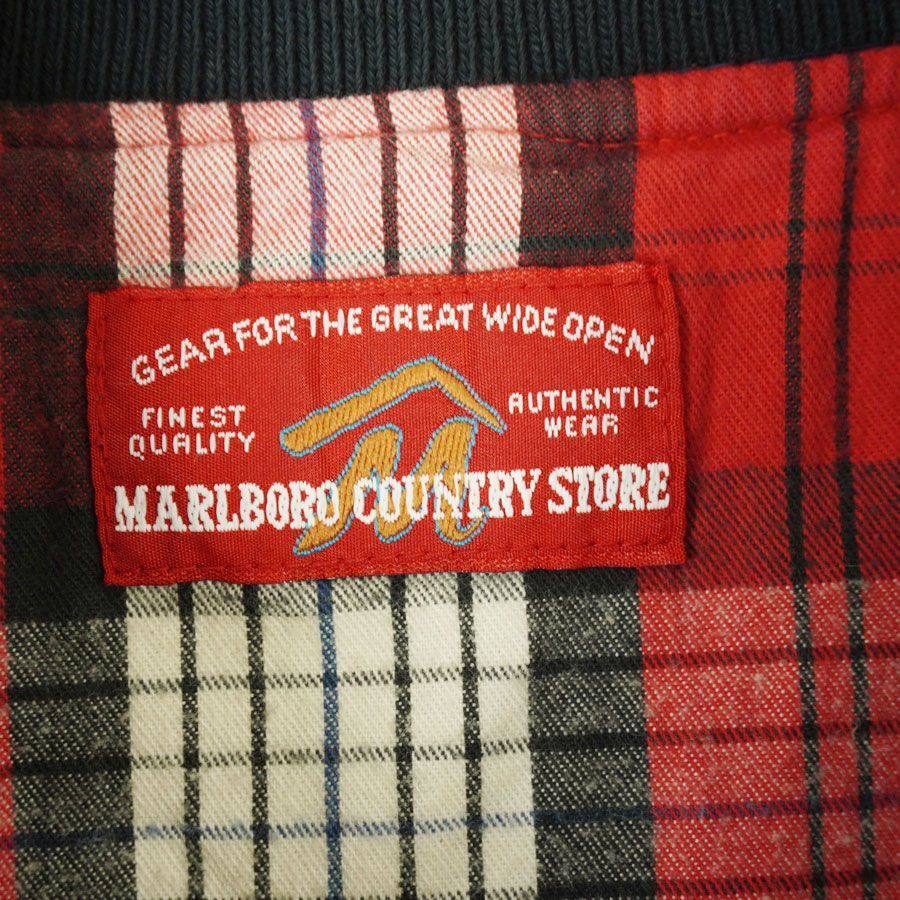 GEAR FOR THE GREAT WIDE OPEN
FINEST QUALITY
AUTHENTIC WEAR
M
MARLBORO COUNTRY STORE